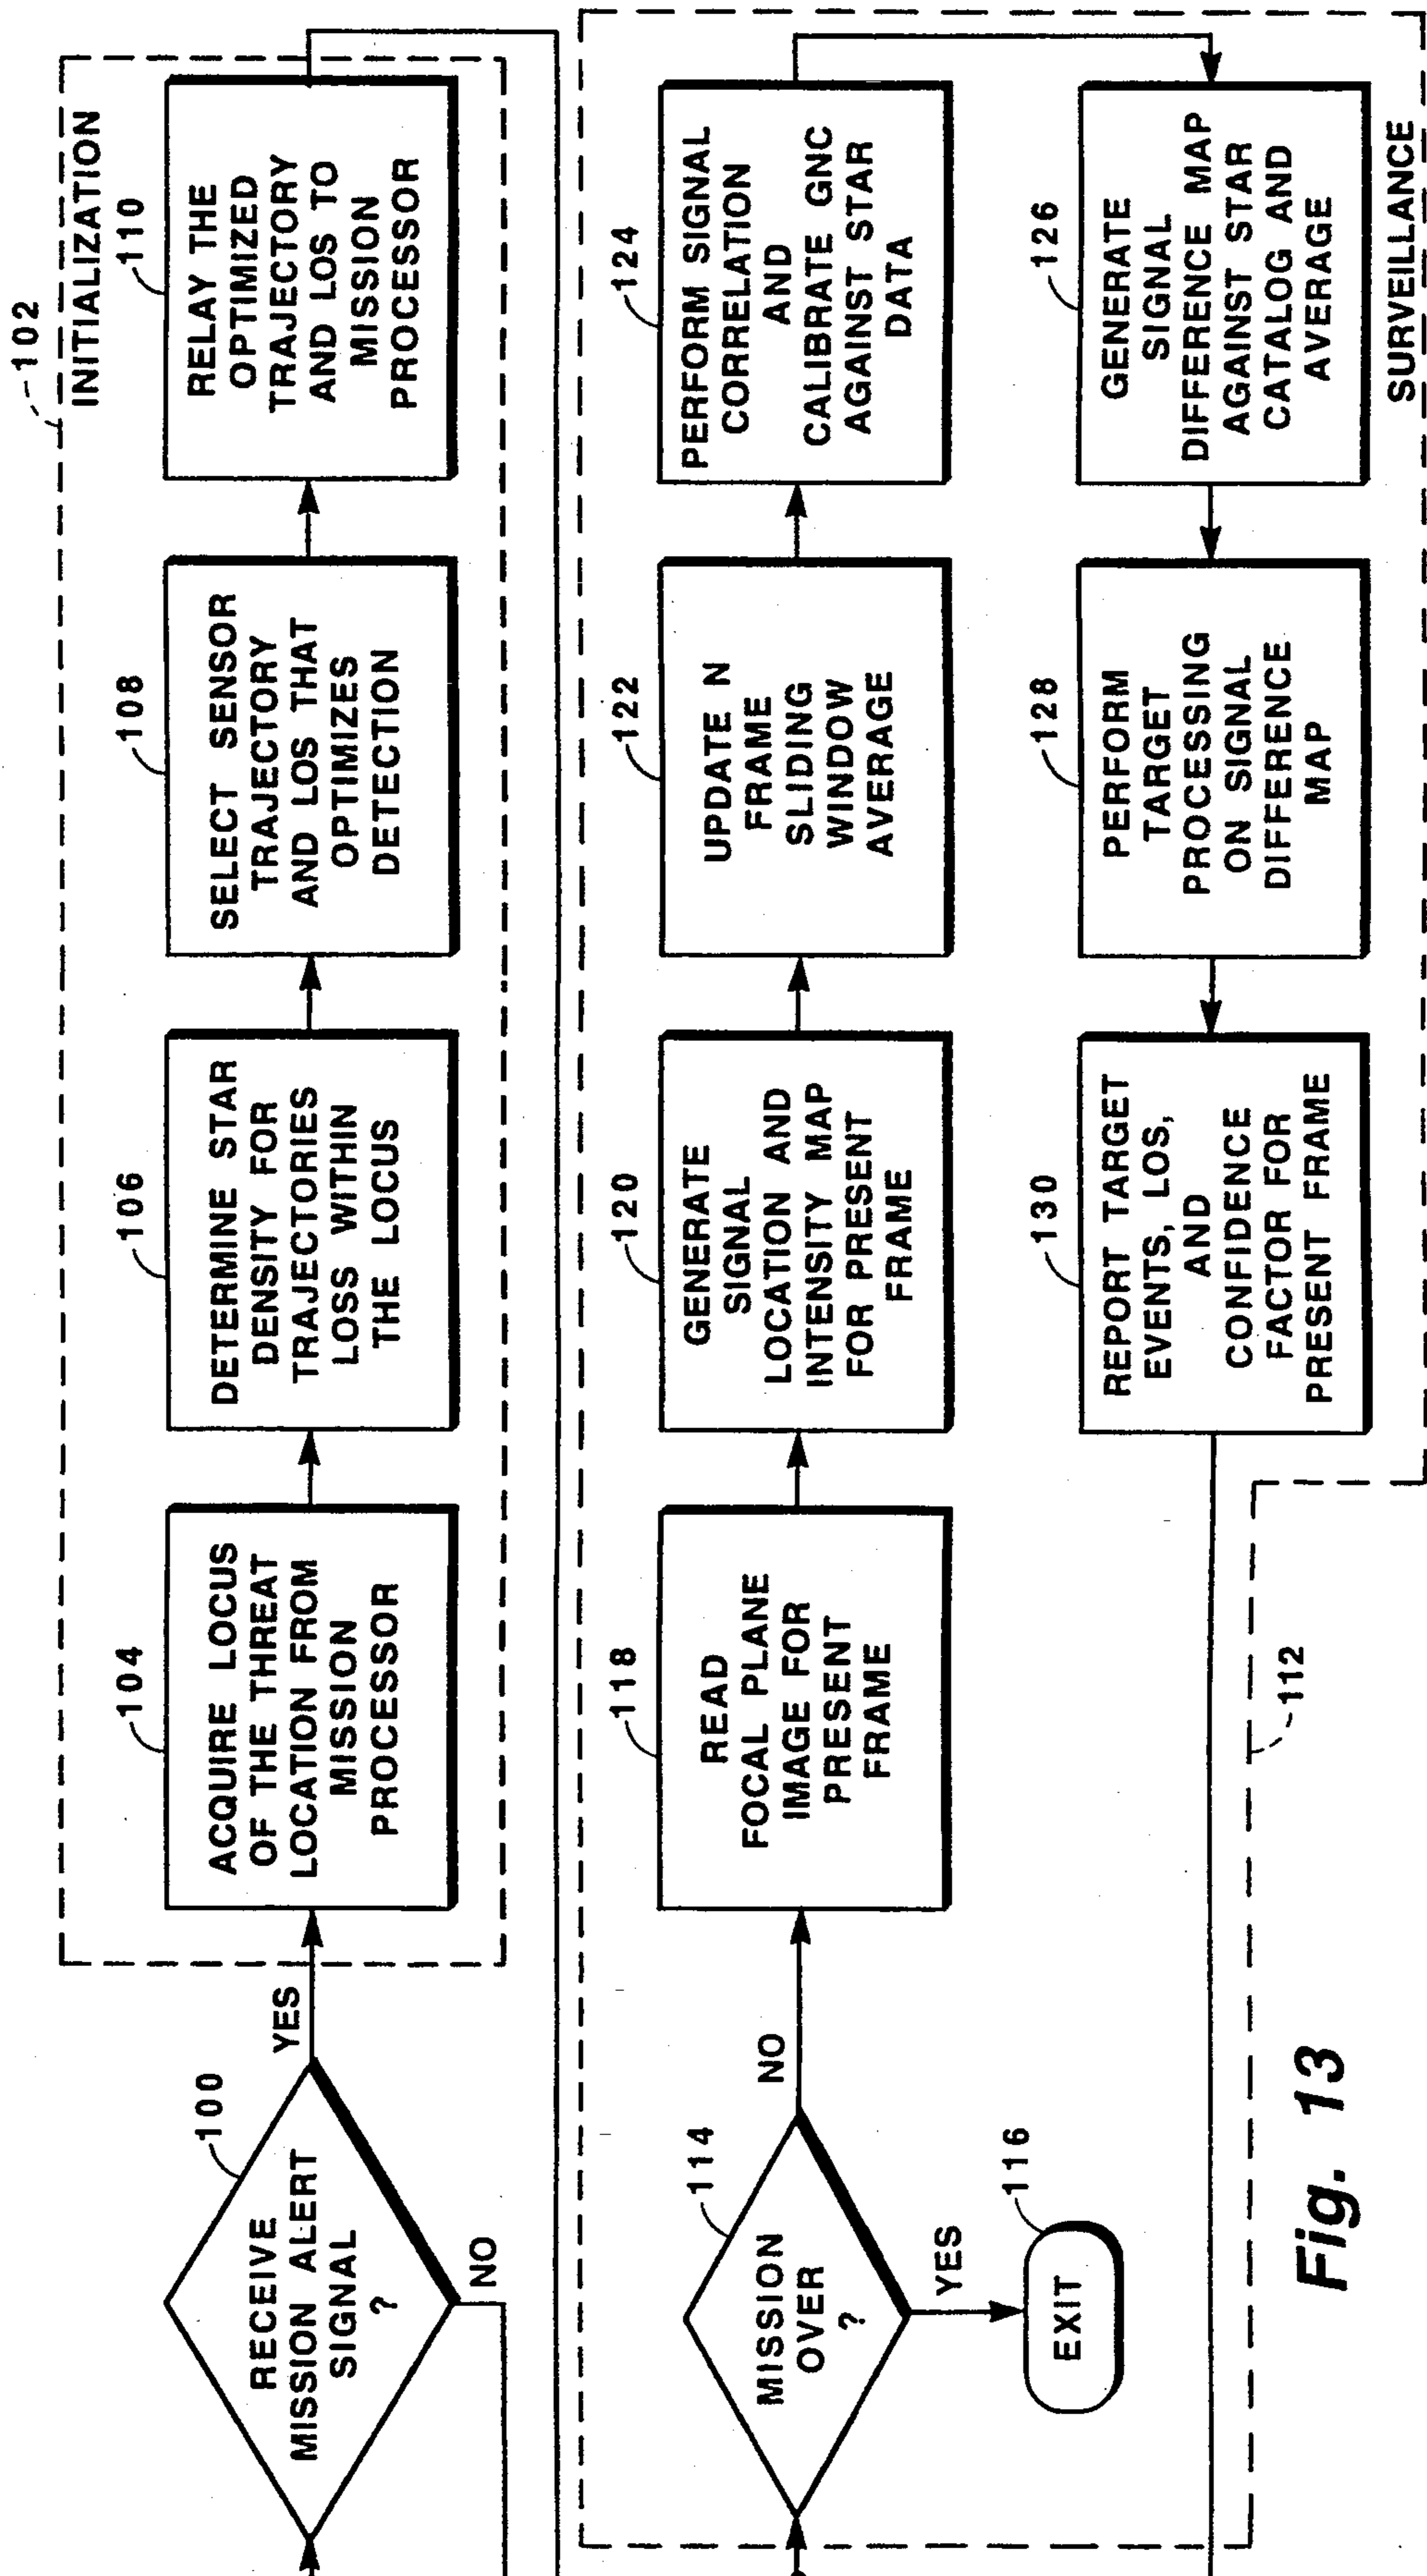 102
INITIALIZATION
100
RECEIVE
MISSION ALERT
SIGNAL
?
YES
NO
104
ACQUIRE LOCUS
OF THE THREAT
LOCATION FROM
MISSION
PROCESSOR
106
DETERMINE STAR
DENSITY FOR
TRAJECTORIES
LOSS WITHIN
THE LOCUS
108
SELECT SENSOR
TRAJECTORY
AND LOS THAT
OPTIMIZES
DETECTION
110
RELAY THE
OPTIMIZED
TRAJECTORY
AND LOS TO
MISSION
PROCESSOR
114
MISSION
OVER
?
NO
YES
116
EXIT
118
READ
FOCAL PLANE
IMAGE FOR
PRESENT
FRAME
120
GENERATE
SIGNAL
LOCATION AND
INTENSITY MAP
FOR PRESENT
FRAME
122
UPDATE N
FRAME
SLIDING
WINDOW
AVERAGE
124
PERFORM SIGNAL
CORRELATION
AND
CALIBRATE GNC
AGAINST STAR
DATA
126
GENERATE
SIGNAL
DIFFERENCE MAP
AGAINST STAR
CATALOG AND
AVERAGE
128
PERFORM
TARGET
PROCESSING
ON SIGNAL
DIFFERENCE
MAP
130
REPORT TARGET
EVENTS, LOS,
AND
CONFIDENCE
FACTOR FOR
PRESENT FRAME
SURVEILLANCE
112
Fig. 13